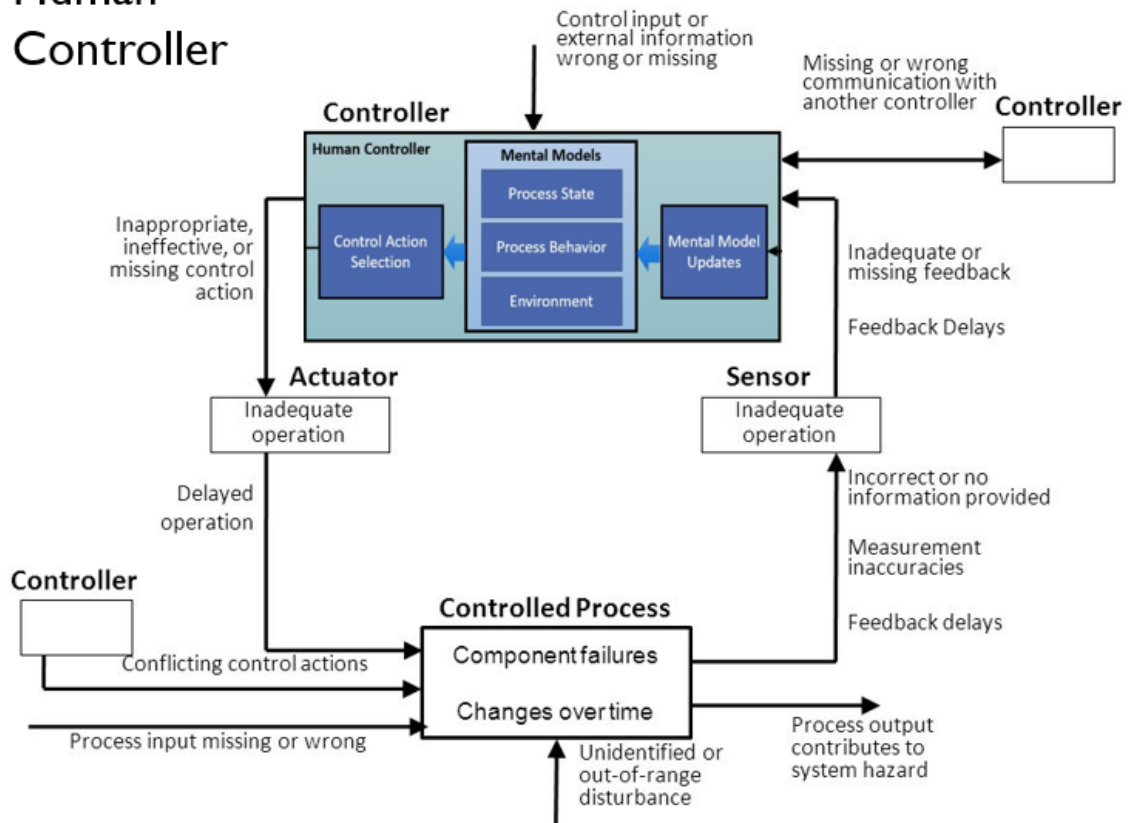 Controller
Control input or
external information
wrong or missing
Missing or wrong
communication with
another controller
Controller
Controller
Human Controller
Mental Models
Process State
Process Behavior
Environment
Control Action
Selection
Mental Model
Updates
Inappropriate,
ineffective, or
missing control
action
Inadequate or
missing feedback
Feedback Delays
Actuator
Inadequate
operation
Sensor
Inadequate
operation
Delayed
operation
Incorrect or no
information provided
Measurement
inaccuracies
Feedback delays
Controller
Controlled Process
Component failures
Changes over time
Conflicting control actions
Process input missing or wrong
Unidentified or
out-of-range
disturbance
Process output
contributes to
system hazard